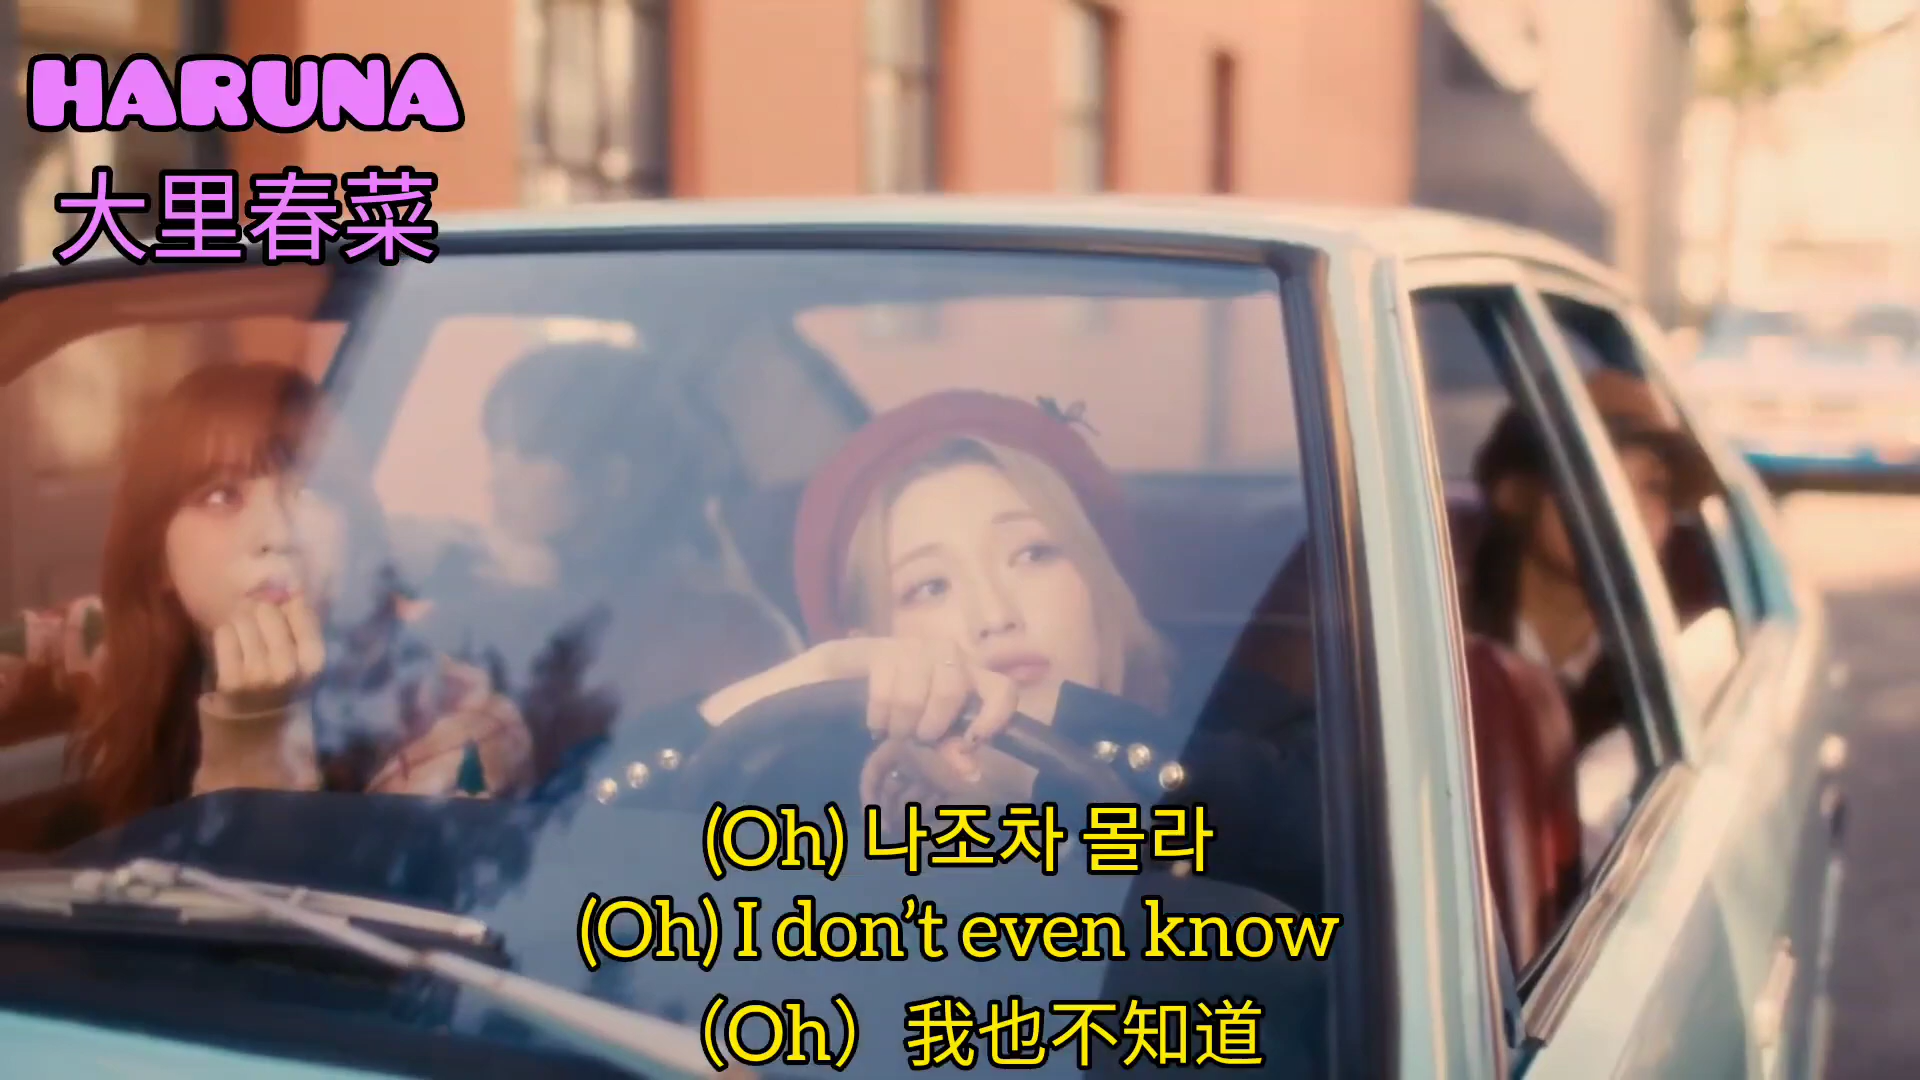 HARUNA
大里春菜
(Oh) 나조차 몰라
(Oh) I don’t even know
（Oh）我也不知道